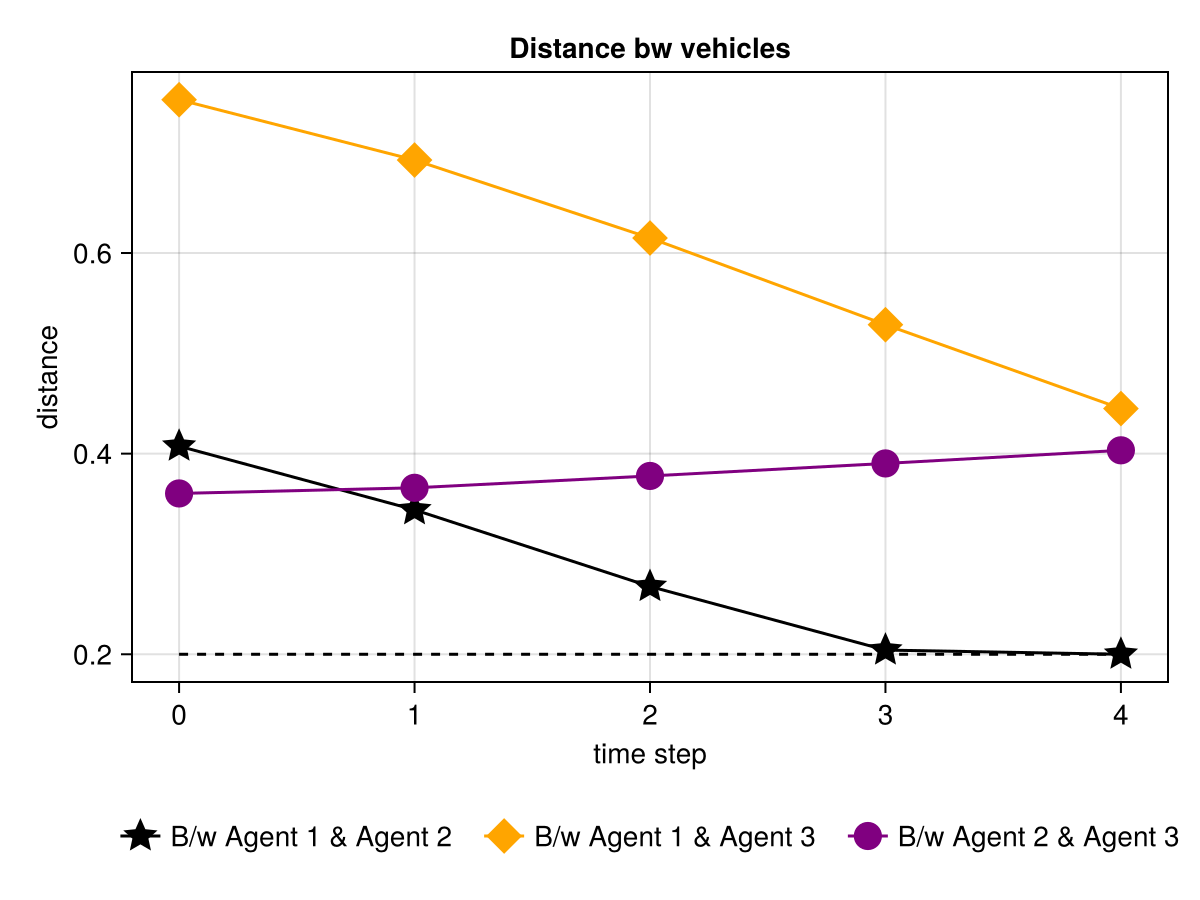 Distance bw vehicles
distance
0.6
0.4
0.2
0 1 2 3 4
time step
B/w Agent 1 & Agent 2 B/w Agent 1 & Agent 3 B/w Agent 2 & Agent 3